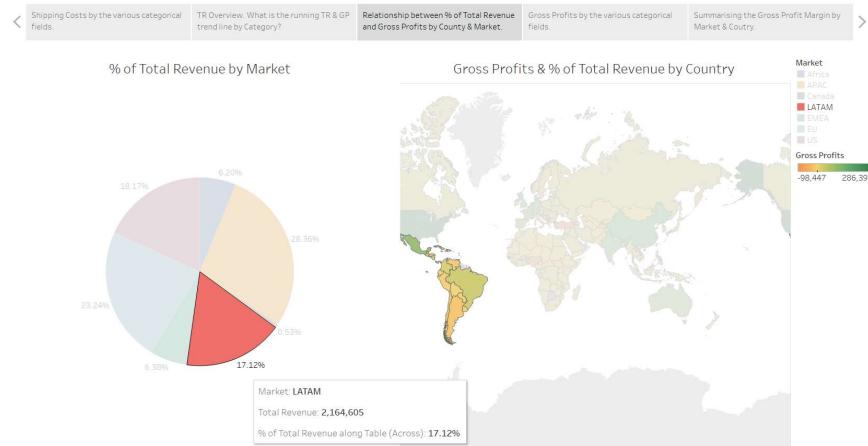 Shipping Costs by the various categorical
fields.
TR Overview. What is the running TR & GP
trend line by Category?
Relationship between % of Total Revenue
and Gross Profits by County & Market.
Gross Profits by the various categorical
fields.
Summarising the Gross Profit Margin by
Market & Coutry.
% of Total Revenue by Market
Gross Profits & % of Total Revenue by Country
Market
Africa
APAC
Canada
LATAM
EMEA
EU
US
Gross Profits
-98,447 286,39
6.20%
18.17%
28.36%
23.24%
0.53%
6.38%
17.12%
Market: LATAM
Total Revenue: 2,164,605
% of Total Revenue along Table (Across): 17.12%